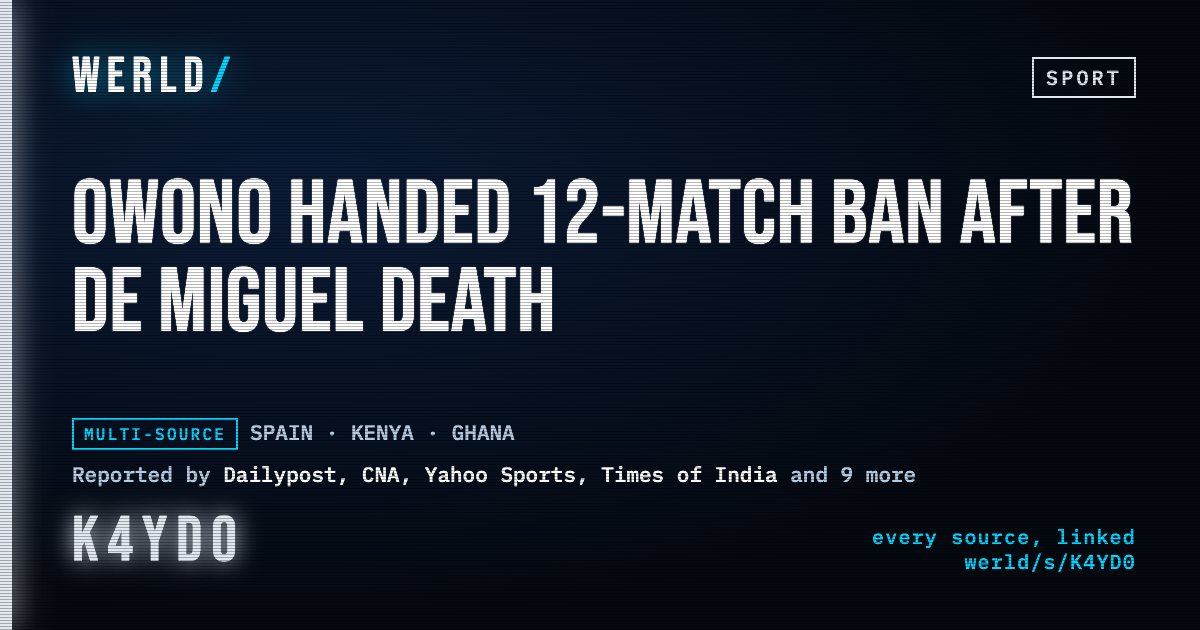 WERLD/
SPORT
OWONO HANDED 12-MATCH BAN AFTER
DE MIGUEL DEATH
MULTI-SOURCE SPAIN · KENYA · GHANA
Reported by Dailypost, CNA, Yahoo Sports, Times of India and 9 more
K4YD0
every source, linked
werld/s/K4YD0